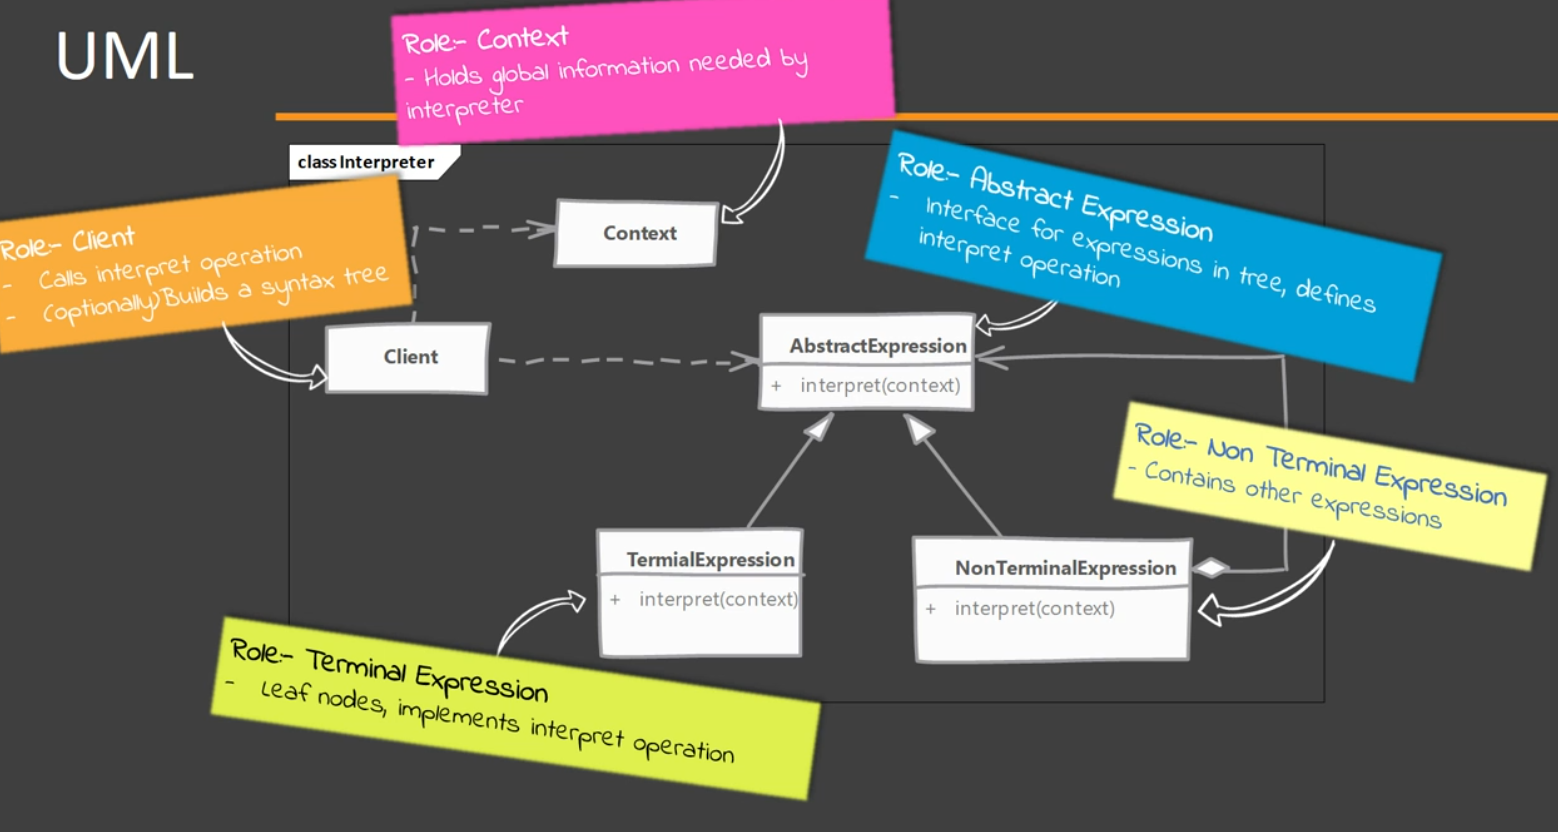 UML
Role:- Context
- Holds global information needed by
interpreter
class Interpreter
Role:- Abstract Expression
- Interface for expressions in tree, defines
interpret operation
Role:- Client
- Calls interpret operation
- (optionally)Builds a syntax tree
Context
Client
AbstractExpression
+ interpret(context)
Role:- Non Terminal Expression
- Contains other expressions
TermialExpression
+ interpret(context)
NonTerminalExpression
+ interpret(context)
Role:- Terminal Expression
- Leaf nodes, implements interpret operation